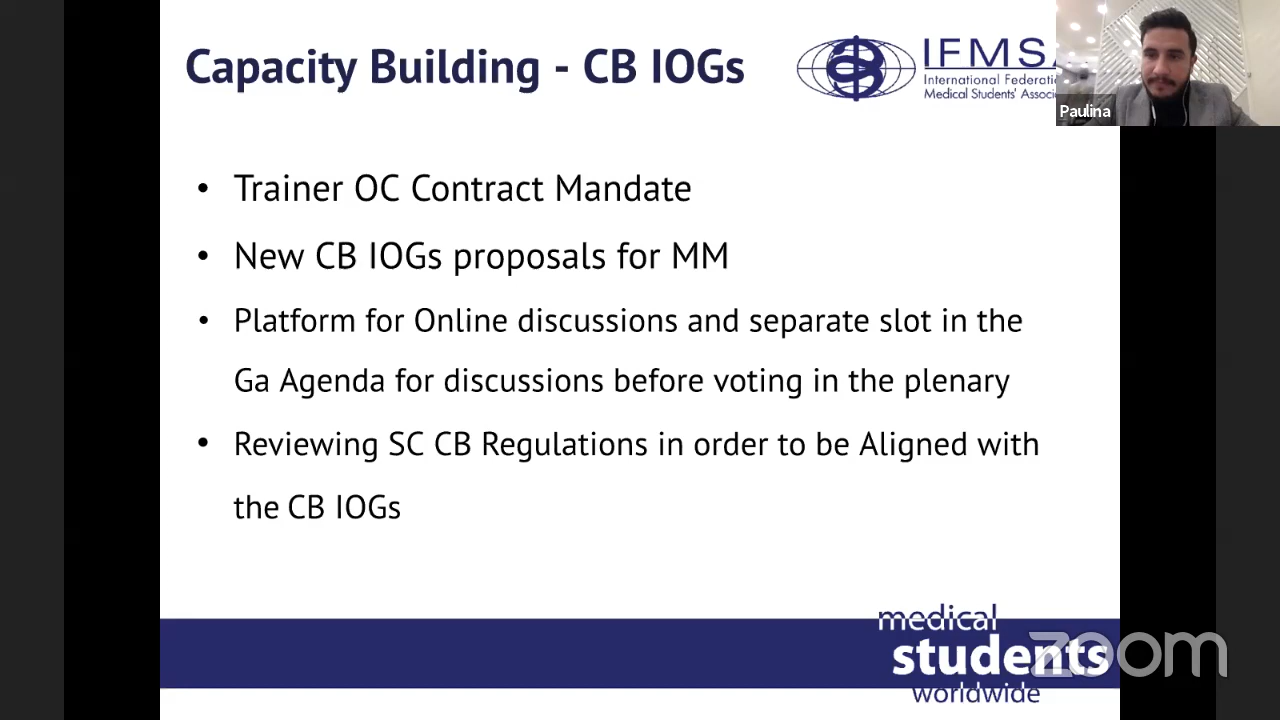 Capacity Building - CB IOGs
IFMSA
International Federatio
Medical Students' Associ
Paulina
• Trainer OC Contract Mandate
• New CB IOGs proposals for MM
• Platform for Online discussions and separate slot in the
Ga Agenda for discussions before voting in the plenary
• Reviewing SC CB Regulations in order to be Aligned with
the CB IOGs
medical
students
worldwide
zoom